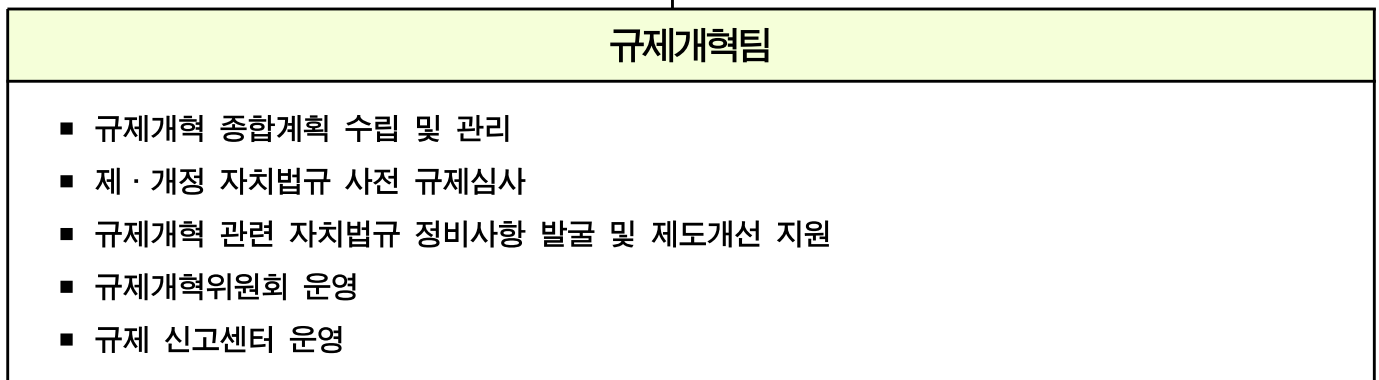 규제개혁팀
▪ 규제개혁 종합계획 수립 및 관리
▪ 제·개정 자치법규 사전 규제심사
▪ 규제개혁 관련 자치법규 정비사항 발굴 및 제도개선 지원
▪ 규제개혁위원회 운영
▪ 규제 신고센터 운영